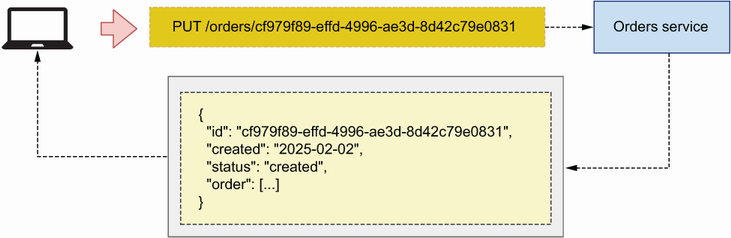 PUT /orders/cf979f89-effd-4996-ae3d-8d42c79e0831
Orders service
{
"id": "cf979f89-effd-4996-ae3d-8d42c79e0831",
"created": "2025-02-02",
"status": "created",
"order": [...]
}